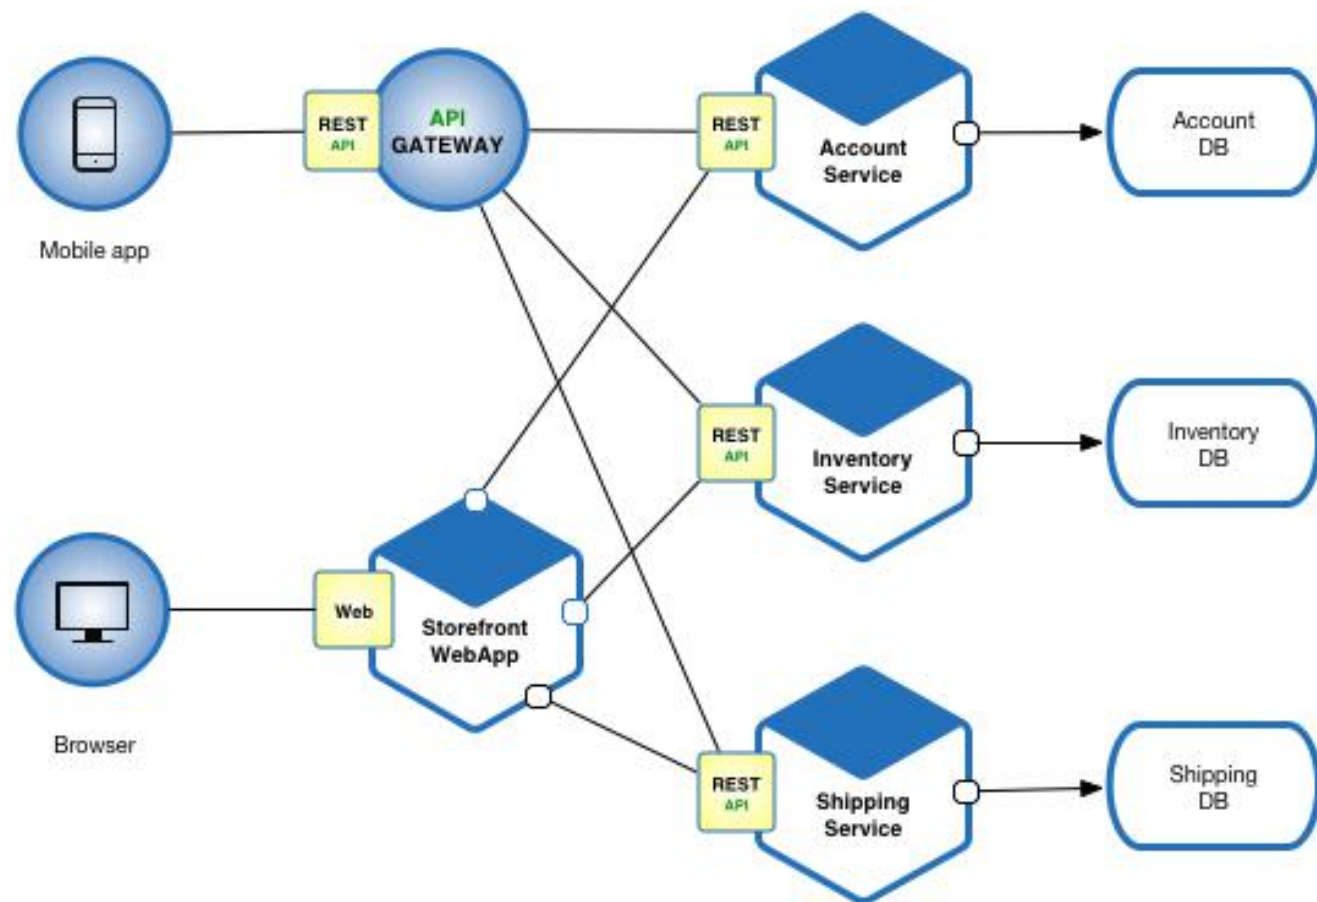 REST
API
API
GATEWAY
REST
API
Account
Service
Account
DB
Mobile app
REST
API
Inventory
Service
Inventory
DB
Web
Storefront
WebApp
Browser
REST
API
Shipping
Service
Shipping
DB